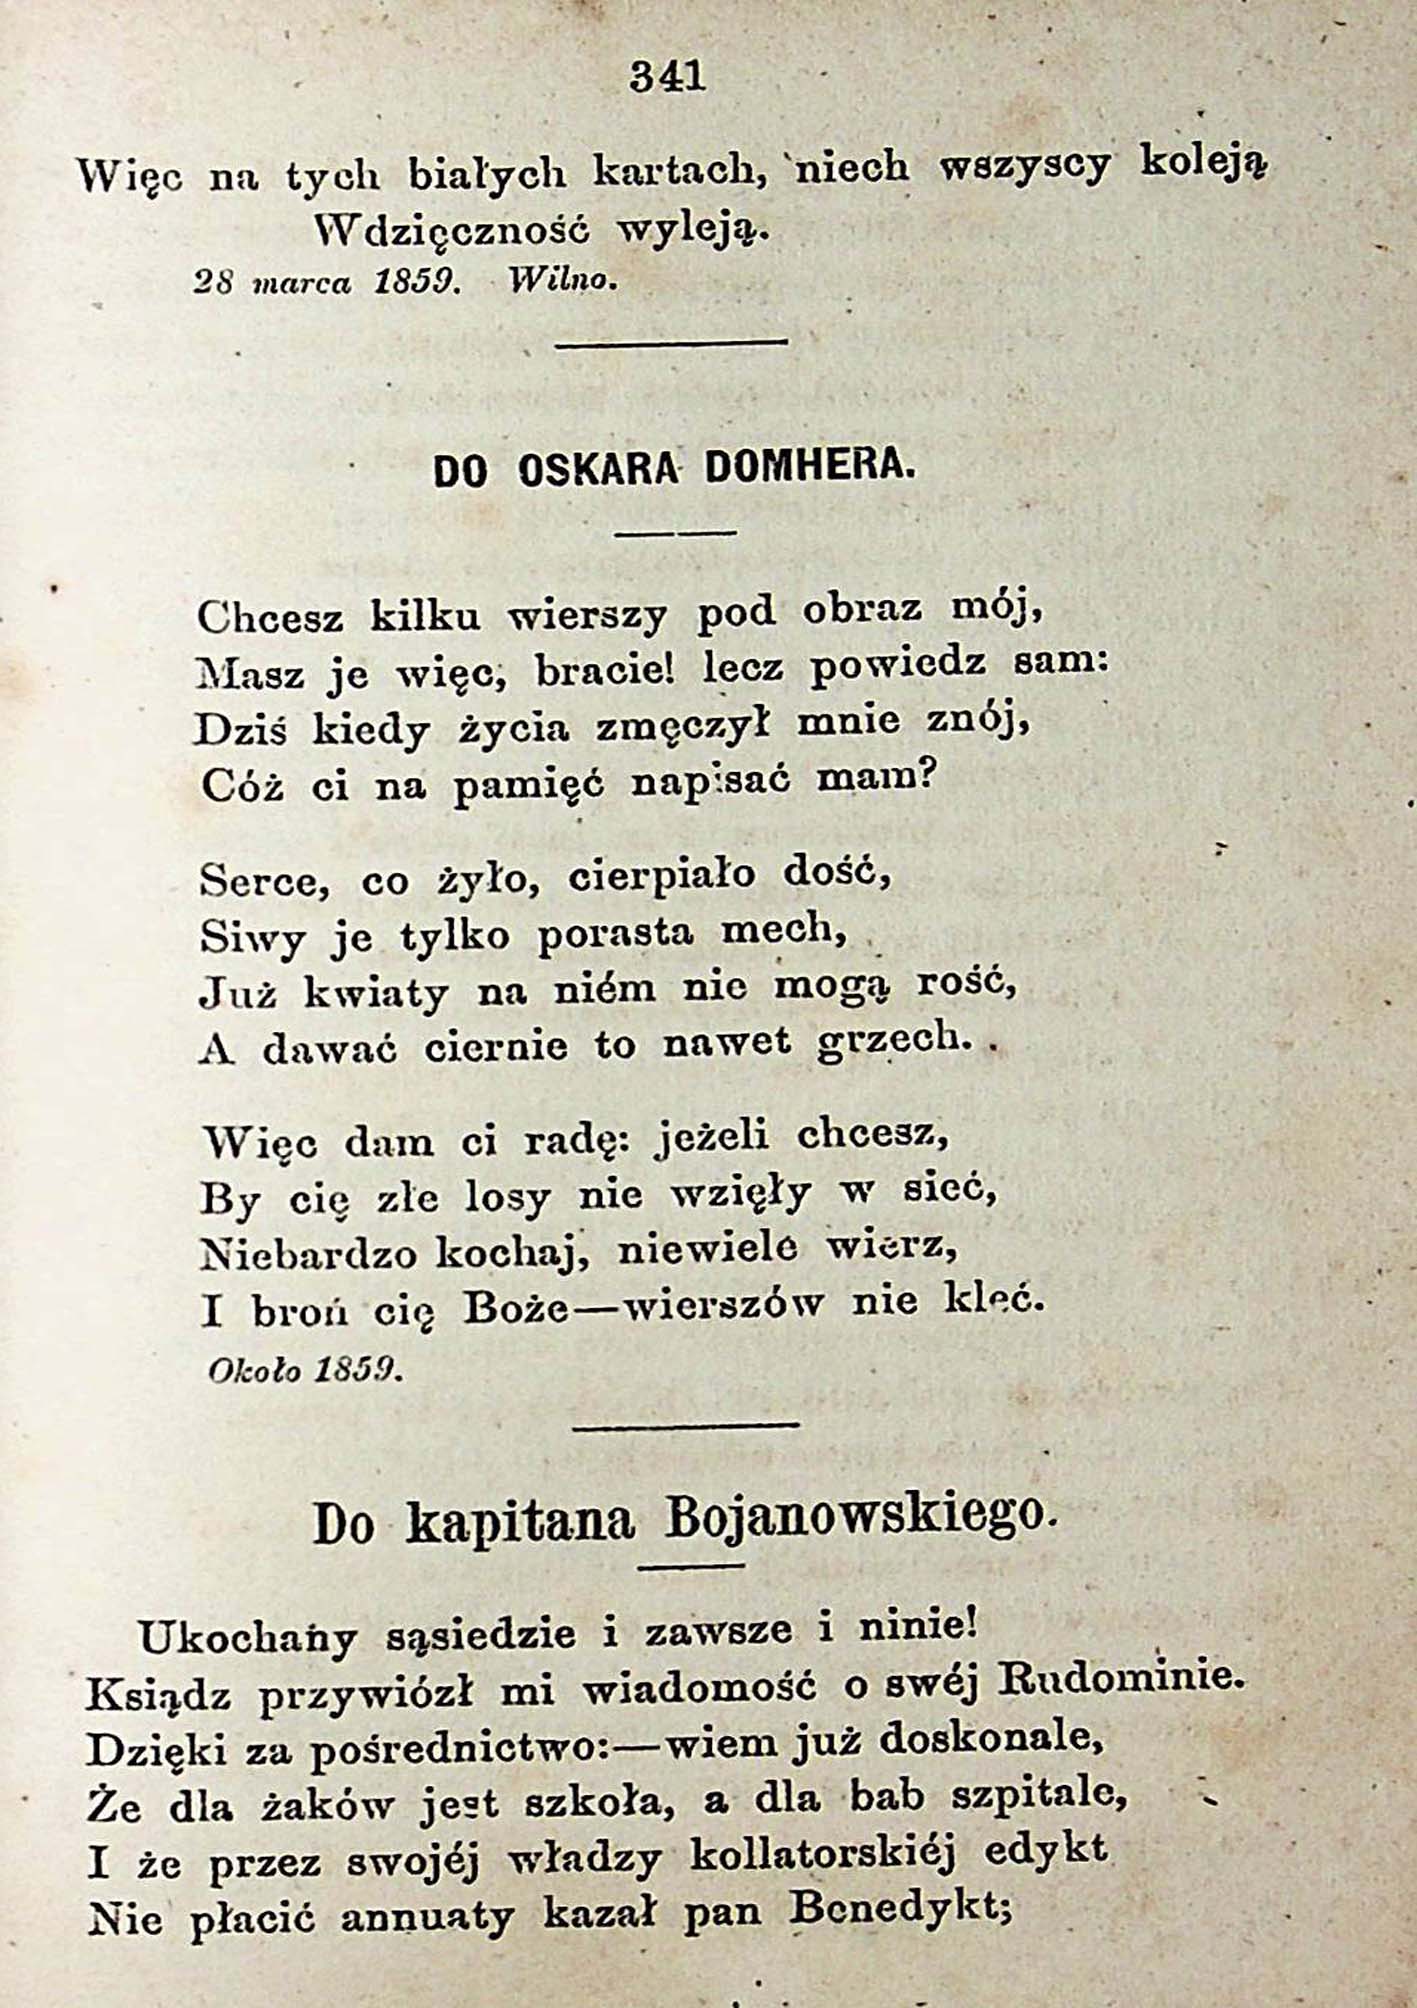 341
Więc na tych białych kartach, niech wszyscy koleją
Wdzięczność wyleją.
28 marca 1859. Wilno.
DO OSKARA DOMHERA.
Chcesz kilku wierszy pod obraz mój,
Masz je więc, bracie! lecz powiedz sam:
Dziś kiedy życia zmęczył mnie znój,
Cóż ci na pamięć napisać mam?
Serce, co żyło, cierpiało dość,
Siwy je tylko porasta mech,
Już kwiaty na niém nie mogą rość,
A dawać ciernie to nawet grzech. .
Więc dam ci radę: jeżeli chcesz,
By cię złe losy nie wzięły w sieć,
Niebardzo kochaj, niewiele wiérz,
I broń cię Boże—wierszów nie kleć.
Około 1859.
Do kapitana Bojanowskiego.
Ukochany sąsiedzie i zawsze i ninie!
Ksiądz przywiózł mi wiadomość o swéj Rudominie.
Dzięki za pośrednictwo:—wiem już doskonale,
Że dla żaków jest szkoła, a dla bab szpitale,
I że przez swojéj władzy kollatorskiéj edykt
Nie płacić annuaty kazał pan Benedykt;